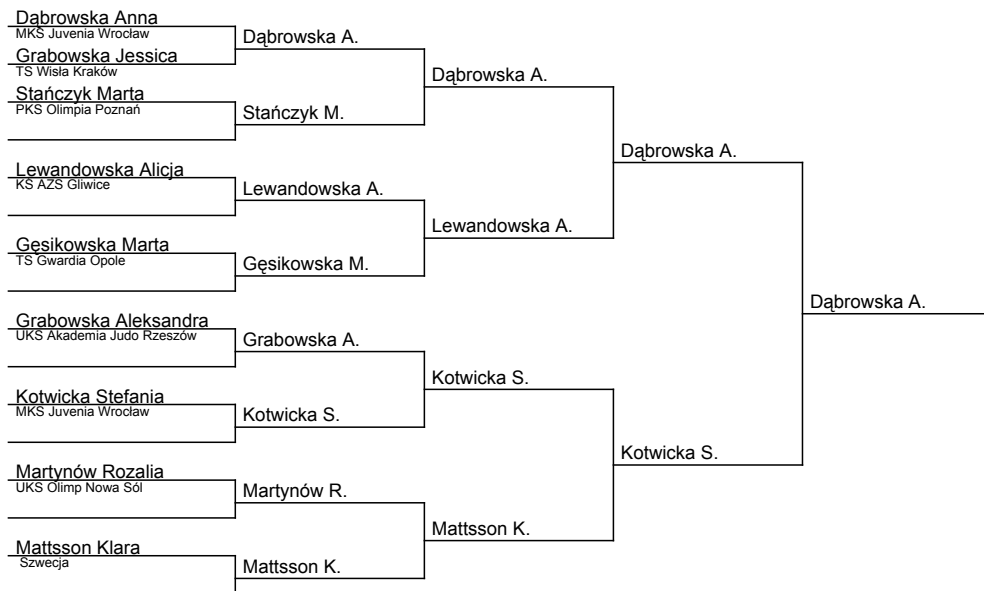 Dąbrowska Anna
MKS Juvenia Wrocław
Grabowska Jessica
TS Wisła Kraków
Stańczyk Marta
PKS Olimpia Poznań
Lewandowska Alicja
KS AZS Gliwice
Gęsikowska Marta
TS Gwardia Opole
Grabowska Aleksandra
UKS Akademia Judo Rzeszów
Kotwicka Stefania
MKS Juvenia Wrocław
Martynów Rozalia
UKS Olimp Nowa Sól
Mattsson Klara
Szwecja
Dąbrowska A.
Stańczyk M.
Lewandowska A.
Gęsikowska M.
Grabowska A.
Kotwicka S.
Martynów R.
Mattsson K.
Dąbrowska A.
Lewandowska A.
Kotwicka S.
Mattsson K.
Dąbrowska A.
Kotwicka S.
Dąbrowska A.